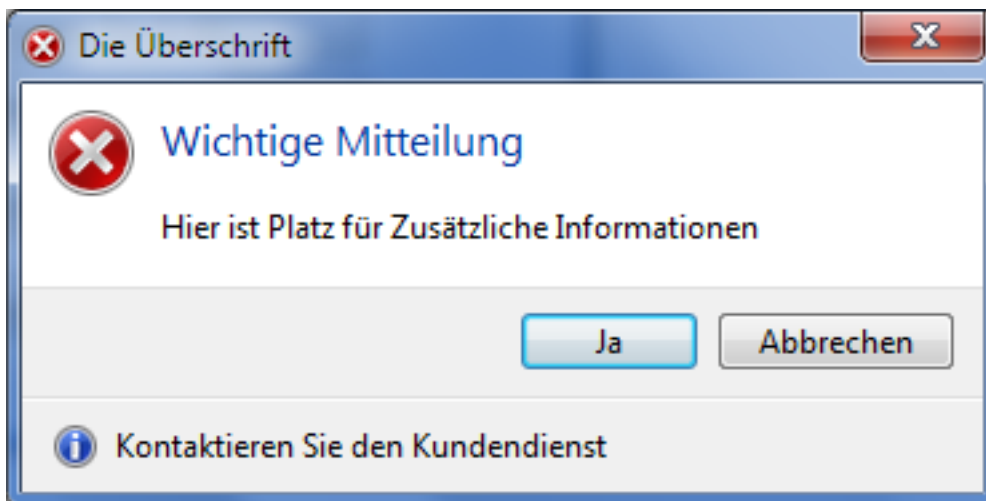 Die Überschrift
Wichtige Mitteilung
Hier ist Platz für Zusätzliche Informationen
Ja
Abbrechen
Kontaktieren Sie den Kundendienst